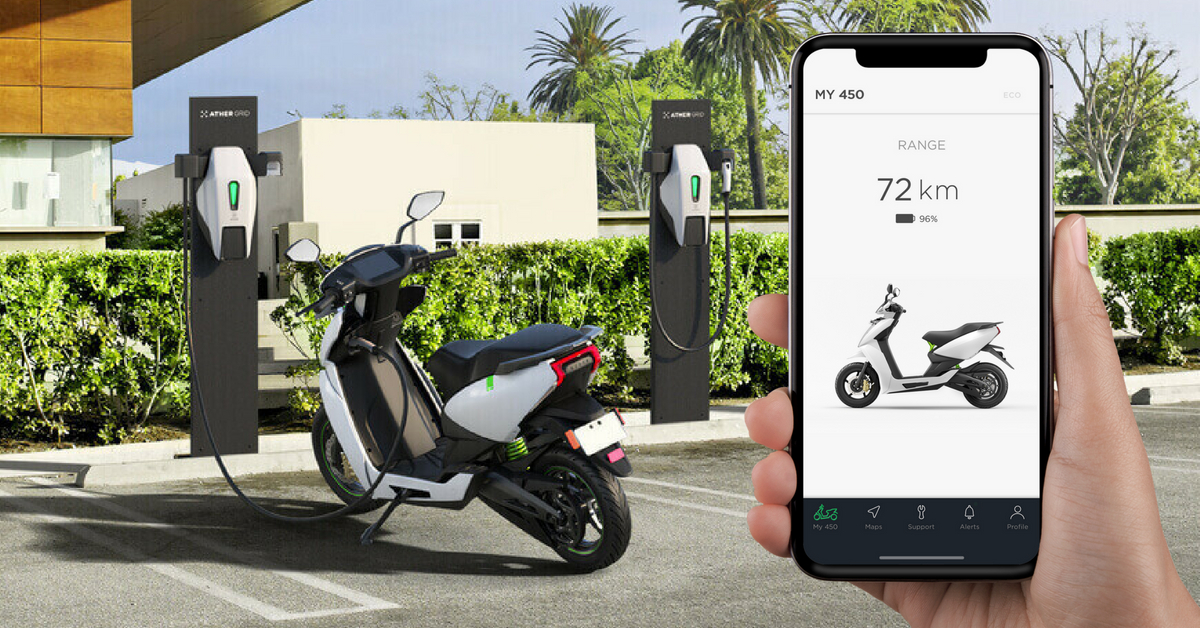 ATHER GRID
ATHER GRID
MY 450
ECO
RANGE
72 km
96%
My 450
Maps
Support
Alerts
Profile